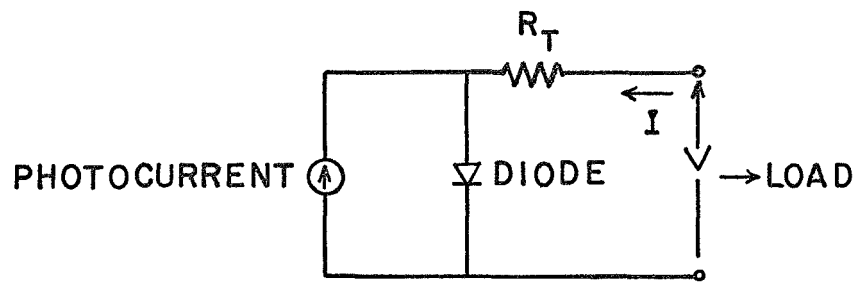 R_T
I
PHOTOCURRENT
DIODE
V
LOAD